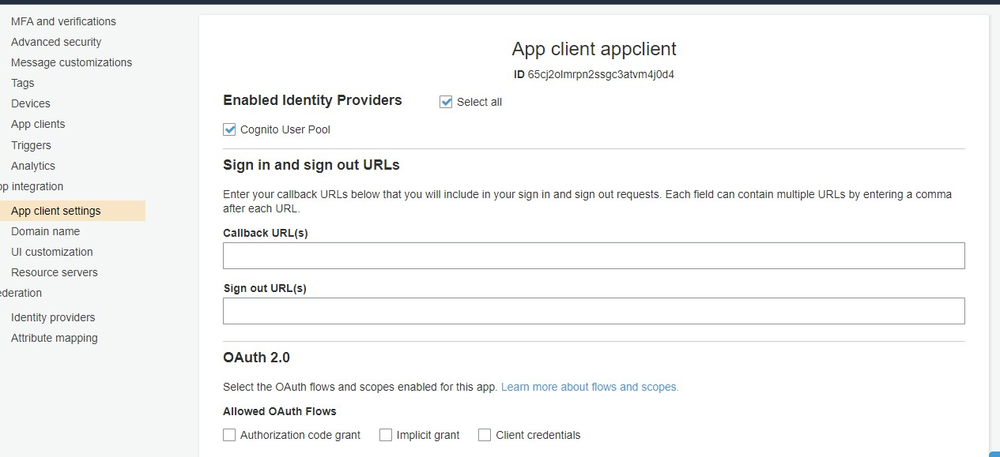 MFA and verifications
Advanced security
Message customizations
Tags
Devices
App clients
Triggers
Analytics
pp integration
App client settings
Domain name
UI customization
Resource servers
ederation
Identity providers
Attribute mapping
App client appclient
ID 65cj2olmrpn2ssgc3atvm4j0d4
Enabled Identity Providers
Select all
Cognito User Pool
Sign in and sign out URLs
Enter your callback URLs below that you will include in your sign in and sign out requests. Each field can contain multiple URLs by entering a comma
after each URL.
Callback URL(s)
Sign out URL(s)
OAuth 2.0
Select the OAuth flows and scopes enabled for this app. Learn more about flows and scopes.
Allowed OAuth Flows
Authorization code grant
Implicit grant
Client credentials